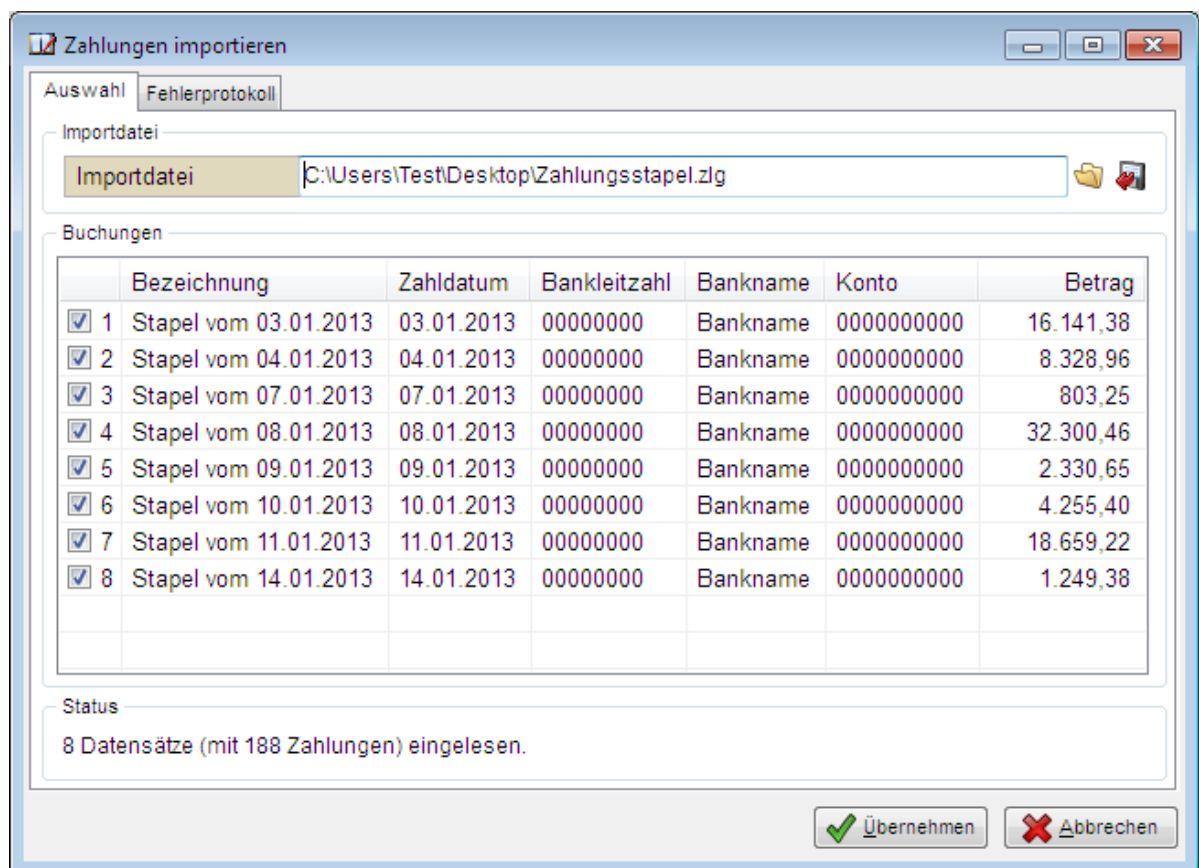 Zahlungen importieren
Auswahl Fehlerprotokoll
Importdatei
Importdatei C:\Users\Test\Desktop\Zahlungsstapel.zlg
Buchungen
Bezeichnung Zahldatum Bankleitzahl Bankname Konto Betrag
1 Stapel vom 03.01.2013 03.01.2013 00000000 Bankname 0000000000 16.141,38
2 Stapel vom 04.01.2013 04.01.2013 00000000 Bankname 0000000000 8.328,96
3 Stapel vom 07.01.2013 07.01.2013 00000000 Bankname 0000000000 803,25
4 Stapel vom 08.01.2013 08.01.2013 00000000 Bankname 0000000000 32.300,46
5 Stapel vom 09.01.2013 09.01.2013 00000000 Bankname 0000000000 2.330,65
6 Stapel vom 10.01.2013 10.01.2013 00000000 Bankname 0000000000 4.255,40
7 Stapel vom 11.01.2013 11.01.2013 00000000 Bankname 0000000000 18.659,22
8 Stapel vom 14.01.2013 14.01.2013 00000000 Bankname 0000000000 1.249,38
Status
8 Datensätze (mit 188 Zahlungen) eingelesen.
Übernehmen Abbrechen